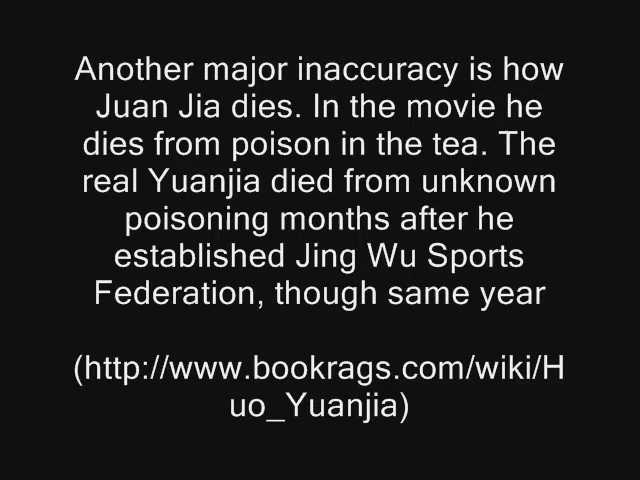 Another major inaccuracy is how
Juan Jia dies. In the movie he
dies from poison in the tea. The
real Yuanjia died from unknown
poisoning months after he
established Jing Wu Sports
Federation, though same year
(http://www.bookrags.com/wiki/H
uo_Yuanjia)